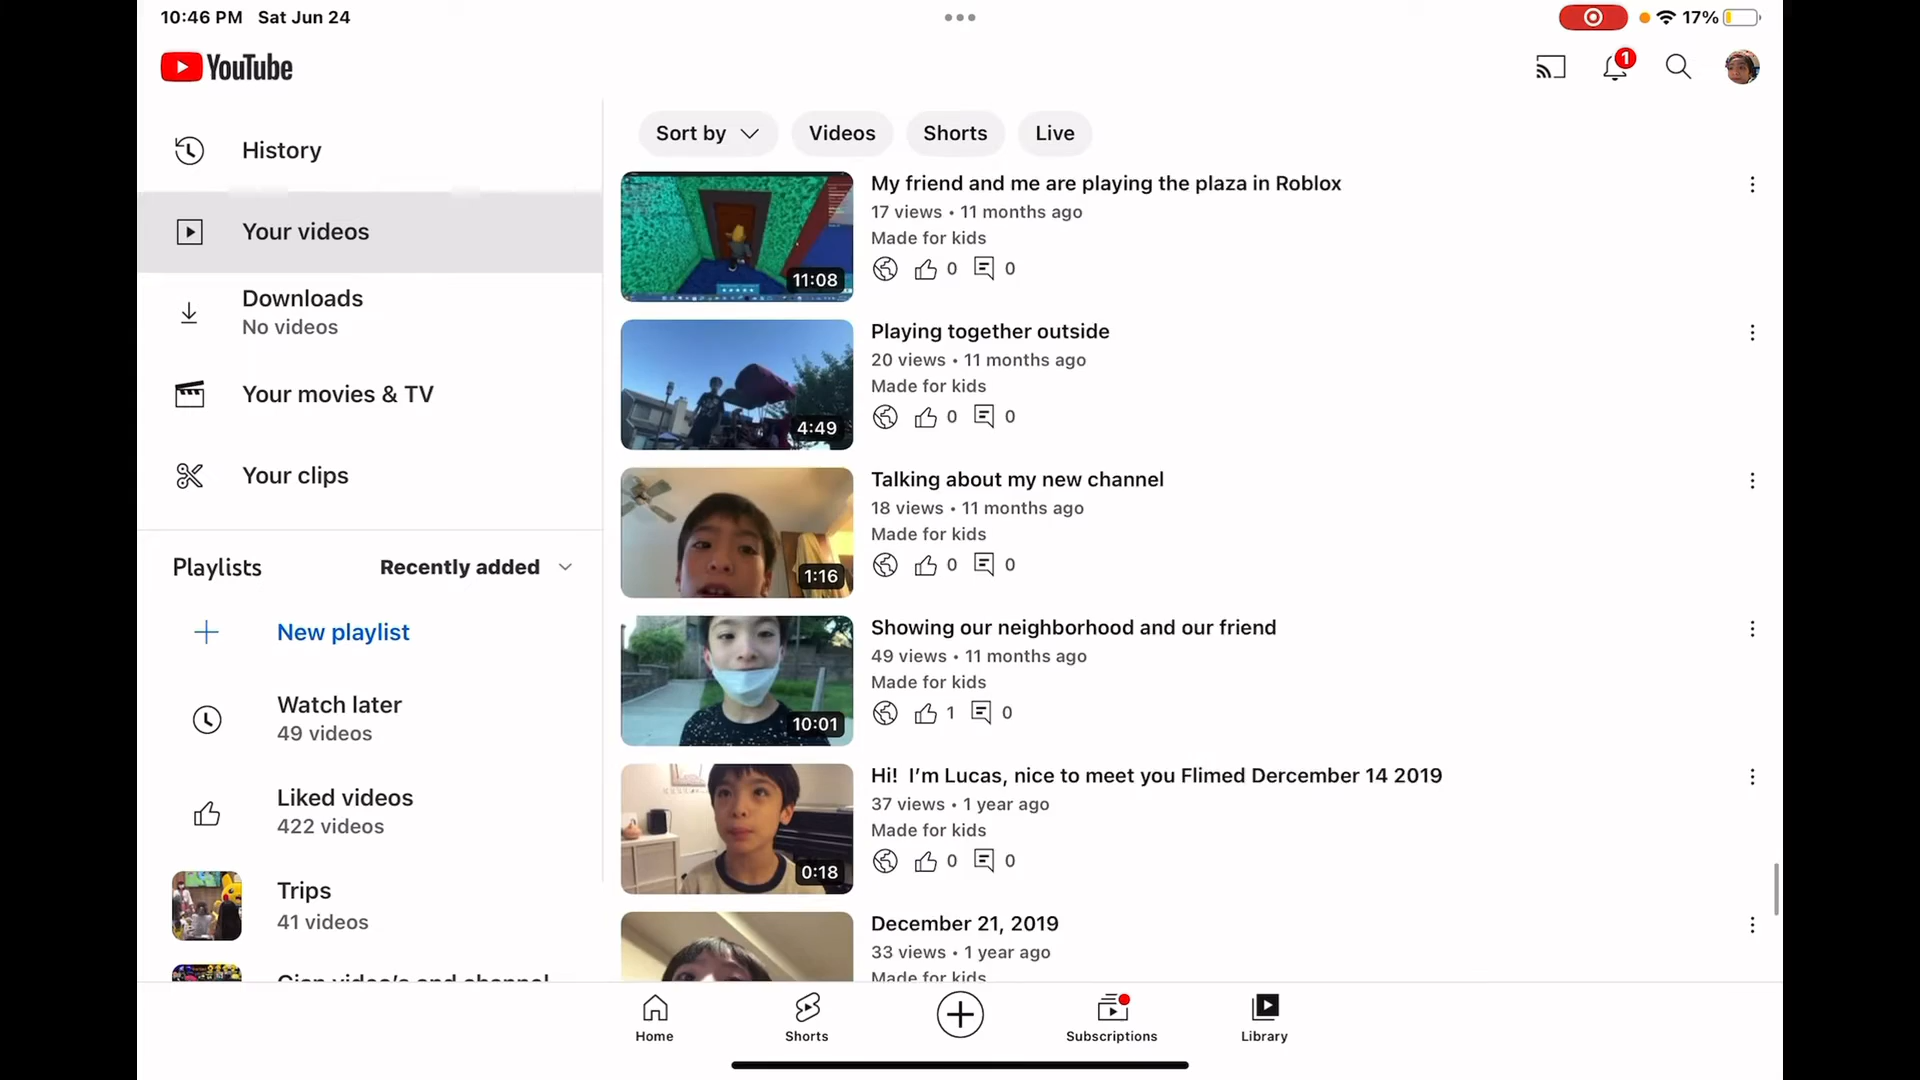 10:46 PM Sat Jun 24
17%
YouTube
1
History
Your videos
Downloads
No videos
Your movies & TV
Your clips
Playlists
Recently added
New playlist
Watch later
49 videos
Liked videos
422 videos
Trips
41 videos
Gian video's and channel
Sort by
Videos
Shorts
Live
11:08
My friend and me are playing the plaza in Roblox
17 views • 11 months ago
Made for kids
0 0
4:49
Playing together outside
20 views • 11 months ago
Made for kids
0 0
1:16
Talking about my new channel
18 views • 11 months ago
Made for kids
0 0
10:01
Showing our neighborhood and our friend
49 views • 11 months ago
Made for kids
1 0
0:18
Hi! I'm Lucas, nice to meet you Flimed Dercember 14 2019
37 views • 1 year ago
Made for kids
0 0
December 21, 2019
33 views • 1 year ago
Made for kids
Home
Shorts
Subscriptions
Library